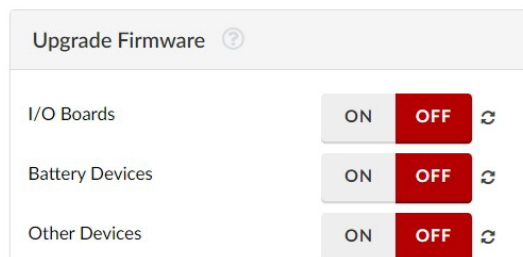 Upgrade Firmware ?
I/O Boards ON OFF
Battery Devices ON OFF
Other Devices ON OFF